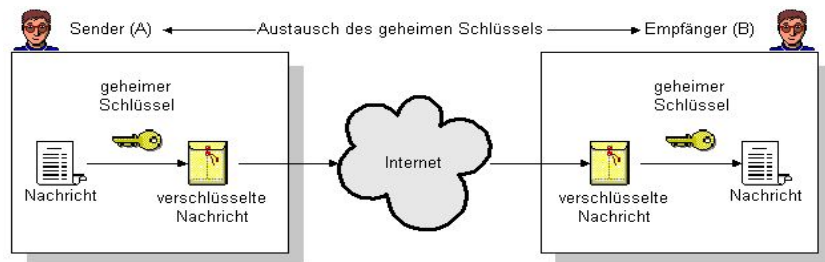 Sender (A)
Austausch des geheimen Schlüssels
Empfänger (B)
geheimer
Schlüssel
Nachricht
verschlüsselte
Nachricht
Internet
geheimer
Schlüssel
verschlüsselte
Nachricht
Nachricht